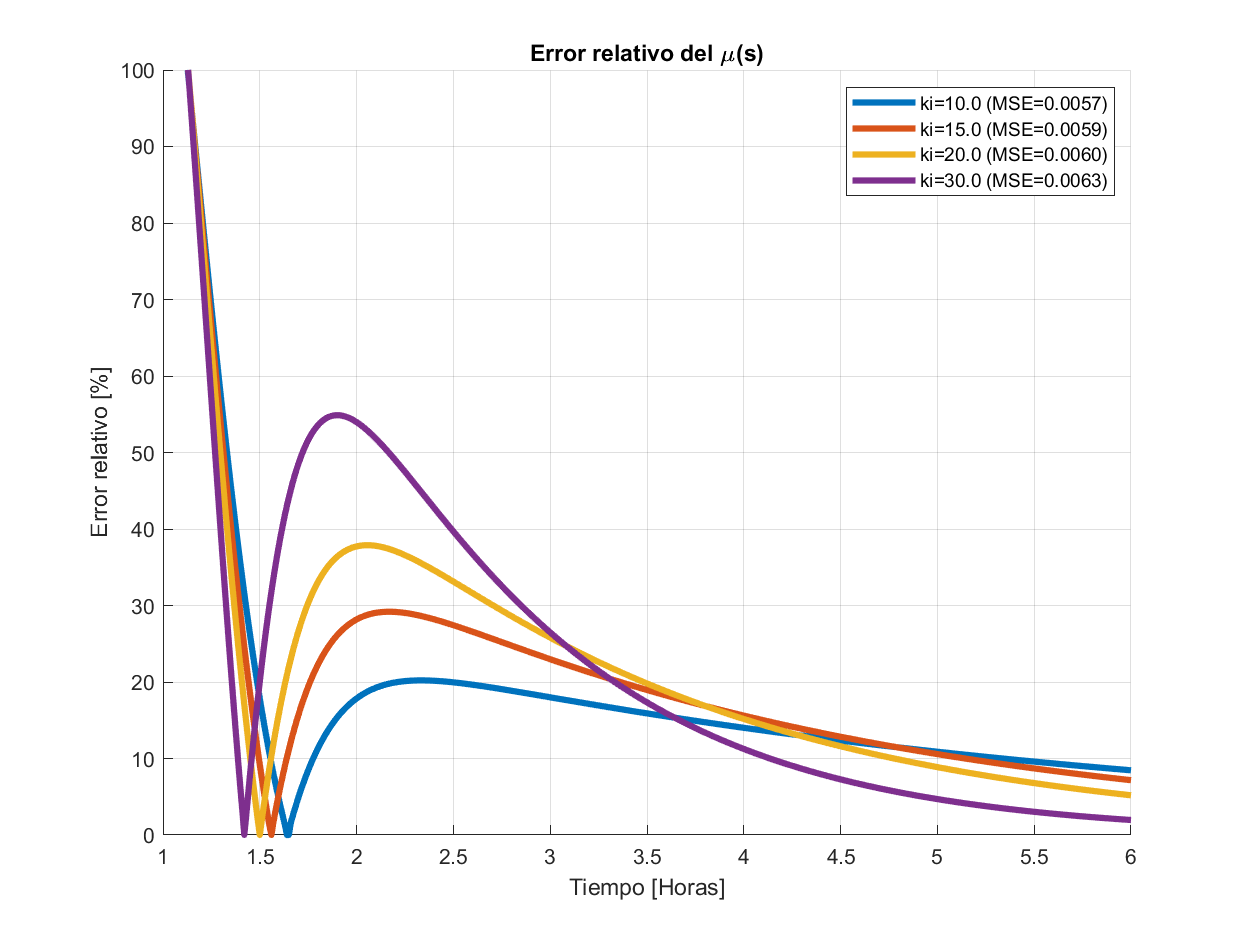 Error relativo del μ(s)
ki=10.0 (MSE=0.0057)
ki=15.0 (MSE=0.0059)
ki=20.0 (MSE=0.0060)
ki=30.0 (MSE=0.0063)
Error relativo [%]
100
90
80
70
60
50
40
30
20
10
0
1 1.5 2 2.5 3 3.5 4 4.5 5 5.5 6
Tiempo [Horas]